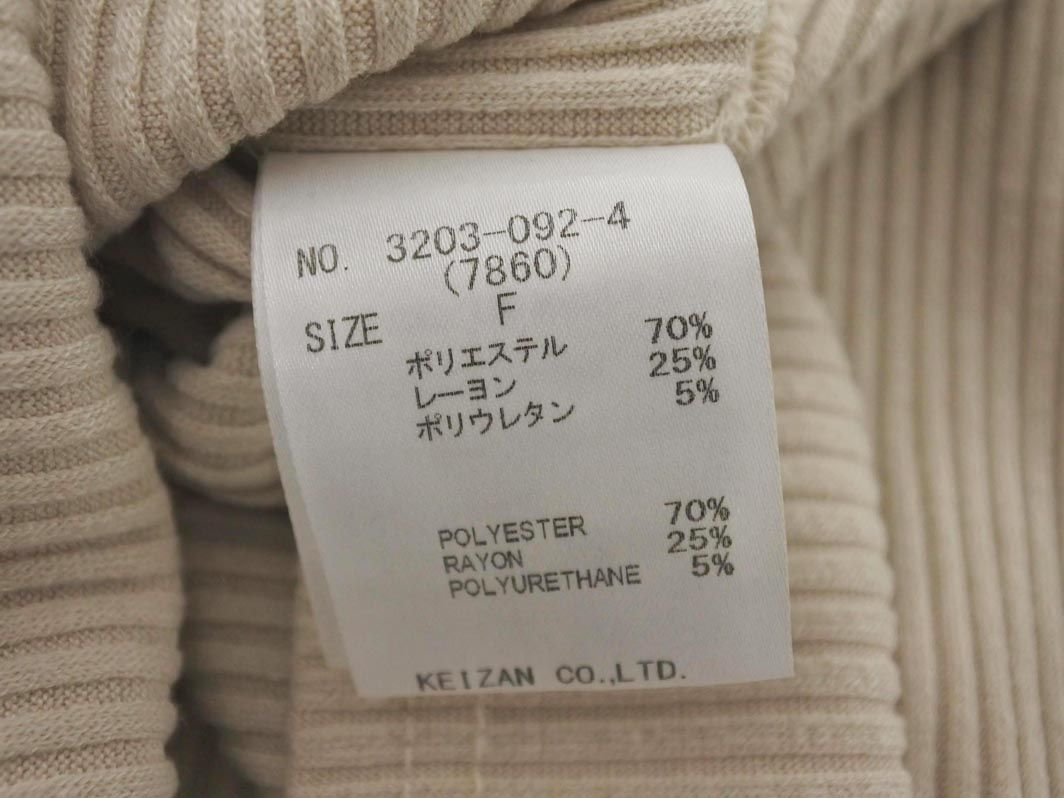 NO. 3203-092-4
(7860)
SIZE F
ポリエステル 70%
レーヨン 25%
ポリウレタン 5%
POLYESTER 70%
RAYON 25%
POLYURETHANE 5%
KEIZAN CO.,LTD.